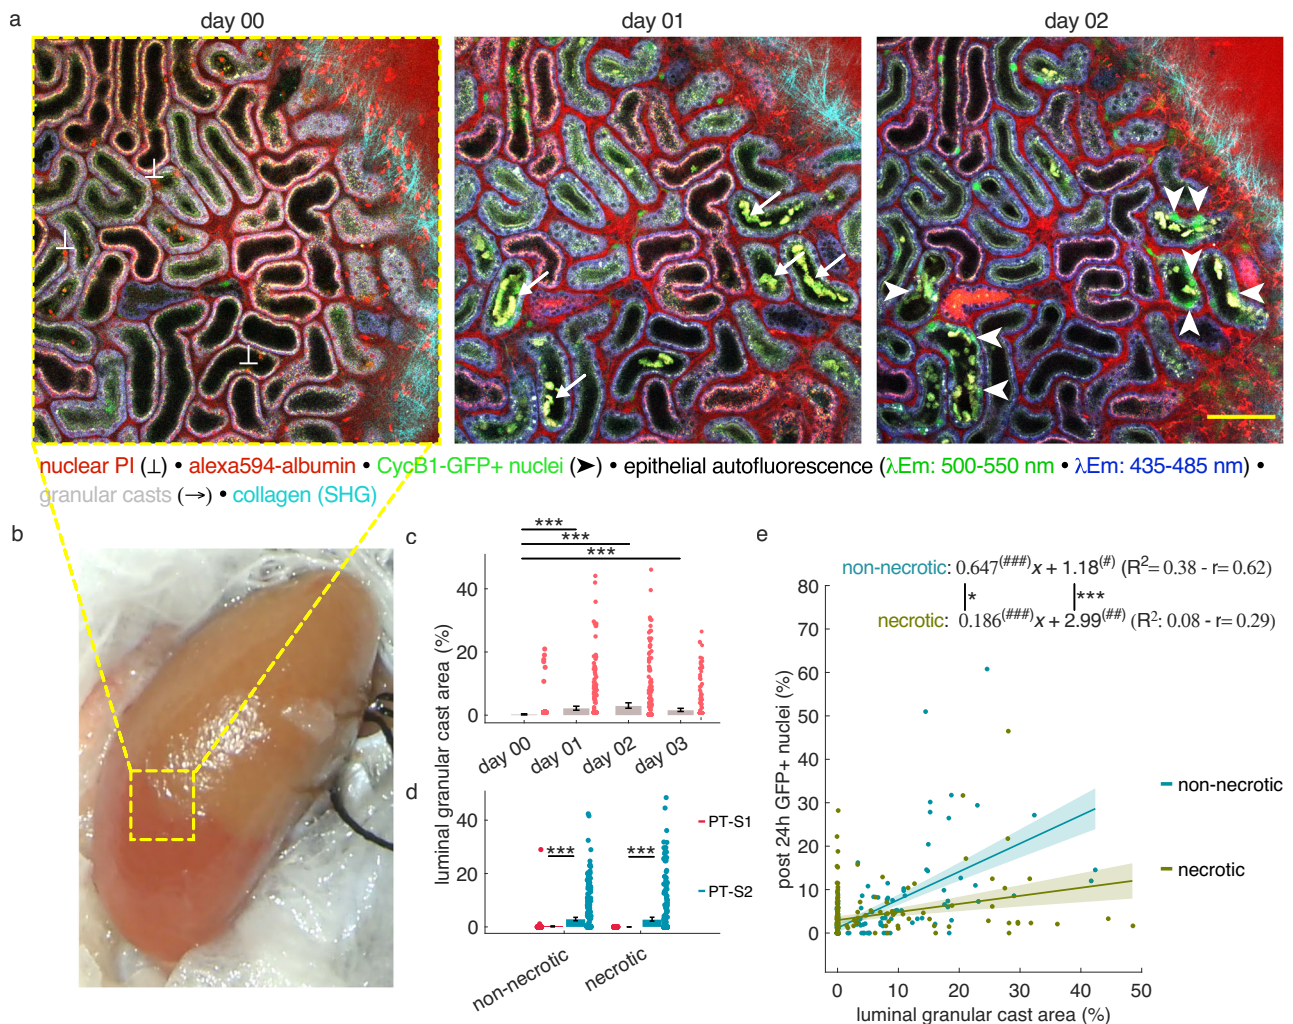 a
day 00
day 01
day 02
nuclear PI (⊥) • alexa594-albumin • CycB1-GFP+ nuclei (➤) • epithelial autofluorescence (λEm: 500-550 nm • λEm: 435-485 nm) •
granular casts (→) • collagen (SHG)
b
c
luminal granular cast area (%)
***
***
***
40
20
0
day 00
day 01
day 02
day 03
d
40
20
0
***
***
PT-S1
PT-S2
non-necrotic
necrotic
e
non-necrotic: 0.647(###)x + 1.18(#) (R2= 0.38 - r= 0.62)
* ***
necrotic: 0.186(###)x + 2.99(##) (R2: 0.08 - r= 0.29)
post 24h GFP+ nuclei (%)
80
70
60
50
40
30
20
10
0
0 10 20 30 40 50
luminal granular cast area (%)
non-necrotic
necrotic